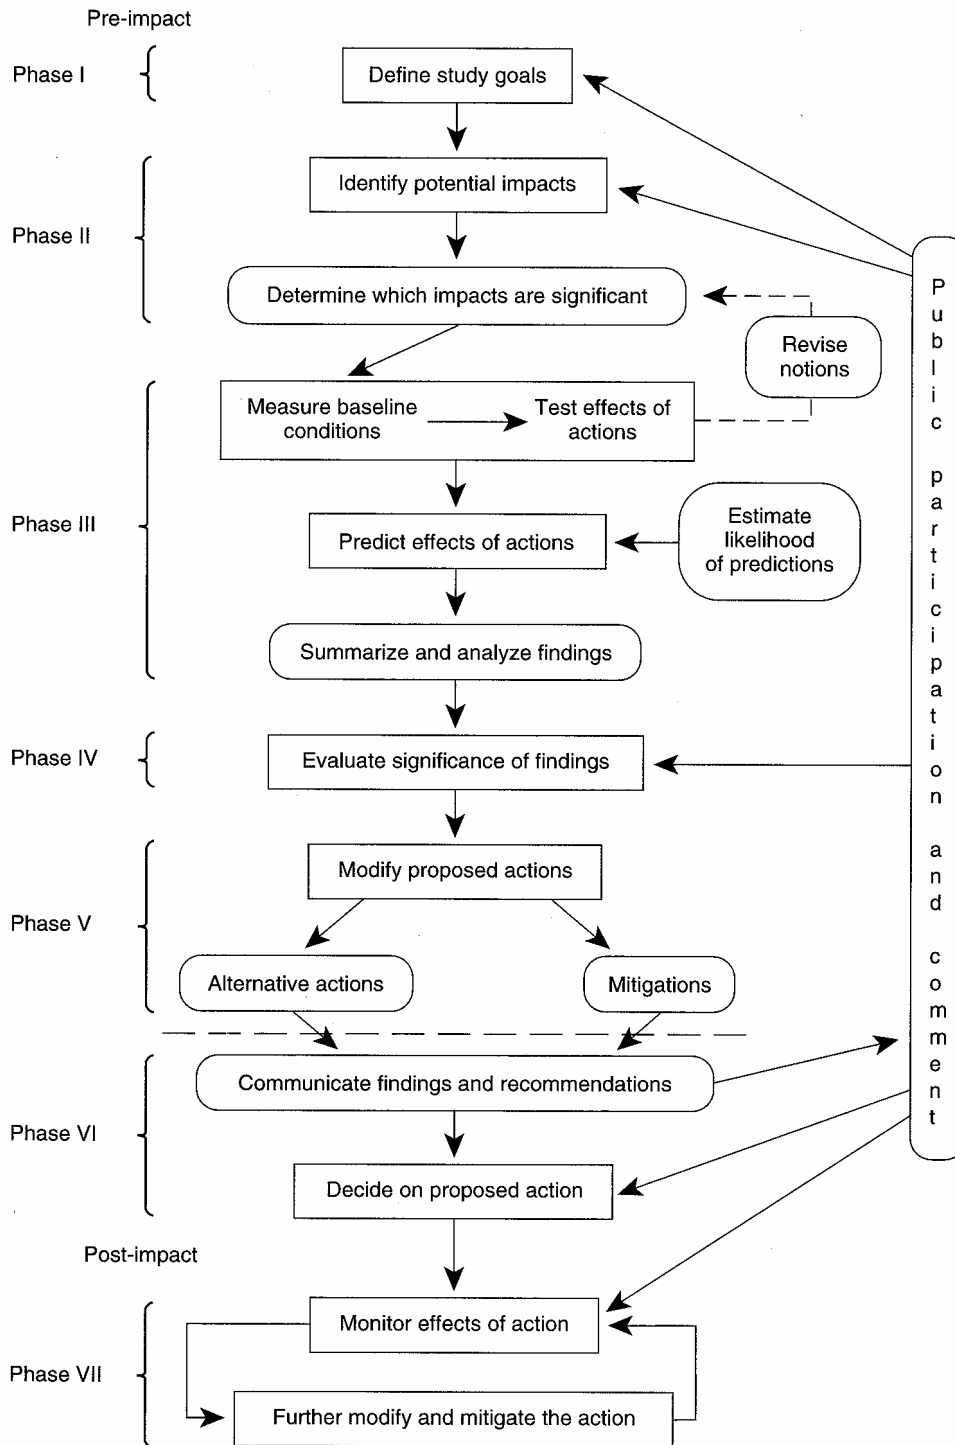 Pre-impact
Phase I
Define study goals
Identify potential impacts
Phase II
Determine which impacts are significant
Revise
notions
Measure baseline
conditions
Test effects of
actions
Phase III
Predict effects of actions
Estimate
likelihood
of predictions
Summarize and analyze findings
Phase IV
Evaluate significance of findings
Modify proposed actions
Phase V
Alternative actions
Mitigations
Communicate findings and recommendations
Phase VI
Decide on proposed action
Post-impact
Monitor effects of action
Phase VII
Further modify and mitigate the action
Public participation and comment